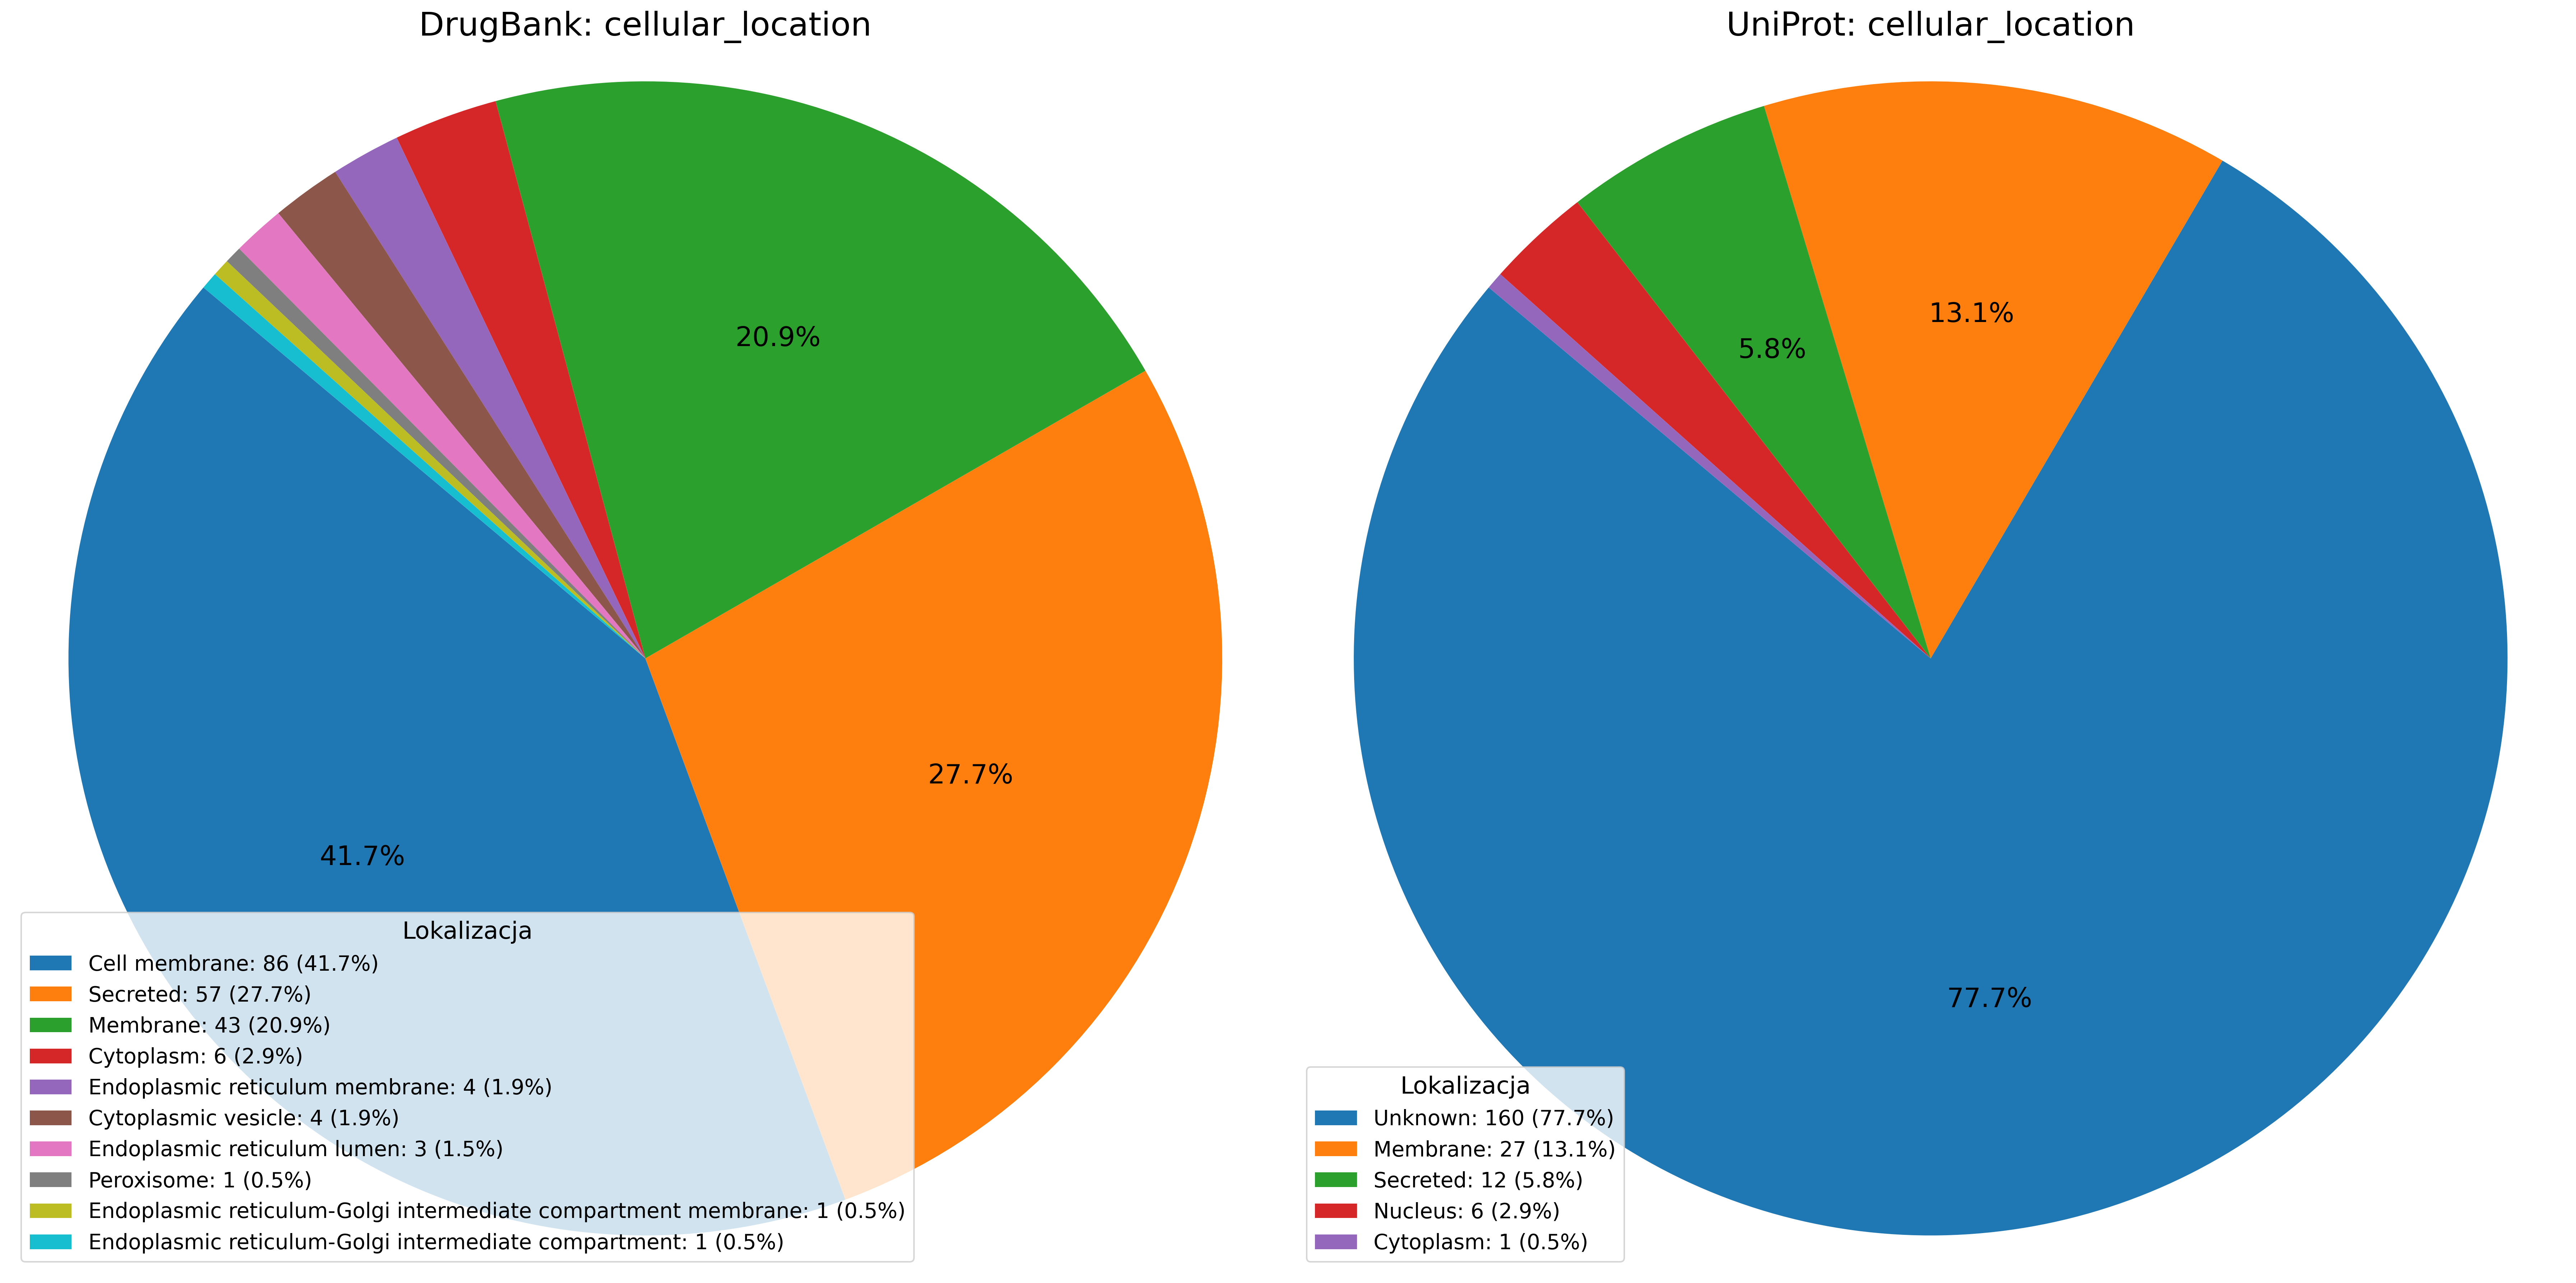 DrugBank: cellular_location
20.9%
27.7%
41.7%
Lokalizacja
Cell membrane: 86 (41.7%)
Secreted: 57 (27.7%)
Membrane: 43 (20.9%)
Cytoplasm: 6 (2.9%)
Endoplasmic reticulum membrane: 4 (1.9%)
Cytoplasmic vesicle: 4 (1.9%)
Endoplasmic reticulum lumen: 3 (1.5%)
Peroxisome: 1 (0.5%)
Endoplasmic reticulum-Golgi intermediate compartment membrane: 1 (0.5%)
Endoplasmic reticulum-Golgi intermediate compartment: 1 (0.5%)
UniProt: cellular_location
13.1%
5.8%
77.7%
Lokalizacja
Unknown: 160 (77.7%)
Membrane: 27 (13.1%)
Secreted: 12 (5.8%)
Nucleus: 6 (2.9%)
Cytoplasm: 1 (0.5%)